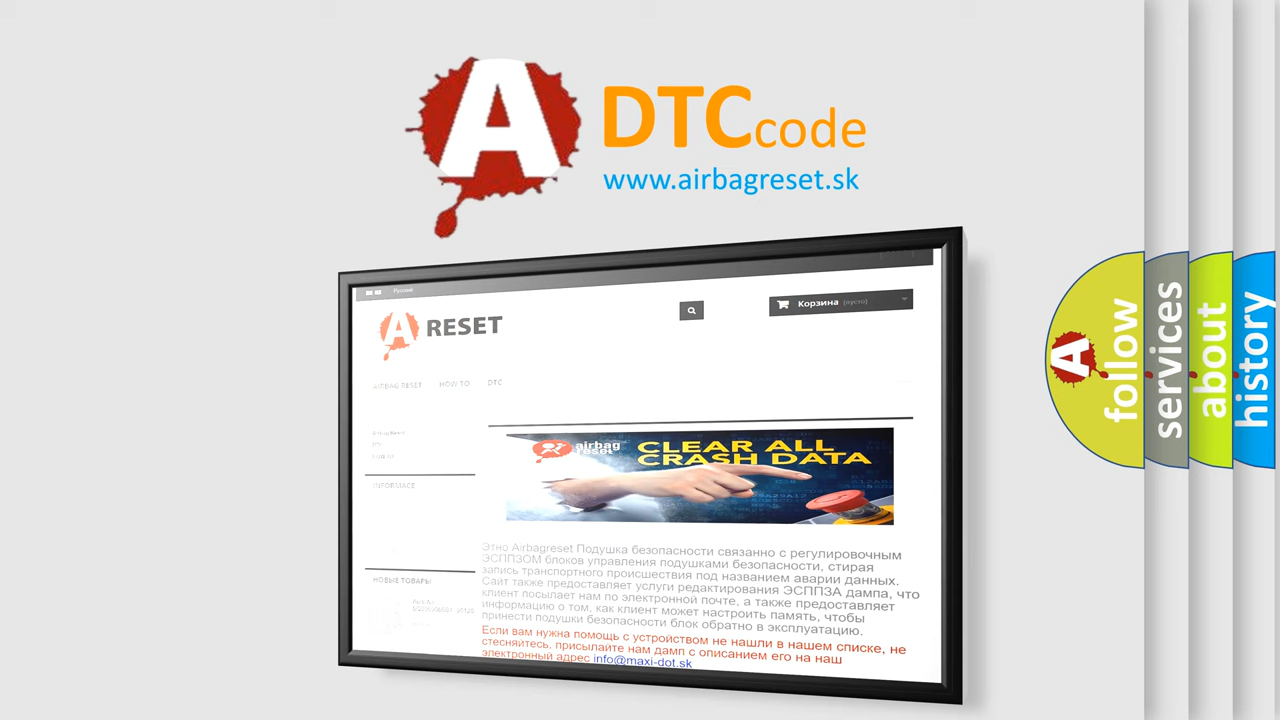 A
DTCcode
www.airbagreset.sk
Русский
A RESET
Корзина (пусто)
AIRBAG RESET HOW TO DTC
INFORMACE
airbag
reset
CLEAR ALL
CRASH DATA
НОВЫЕ ТОВАРЫ
Этно Airbagreset Подушка безопасности связанно с регулировочным
ЭСППЗОМ блоков управления подушками безопасности, стирая
запись транспортного происшествия под названием аварии данных.
Сайт также предоставляет услуги редактирования ЭСППЗА дампа, что
клиент посылает нам по электронной почте, а также предоставляет
информацию о том, как клиент может настроить память, чтобы
принести подушки безопасности блок обратно в эксплуатацию.
Если вам нужна помощь с устройством не нашли в нашем списке, не
стесняйтесь, присылайте нам дамп с описанием его на наш
электронный адрес info@maxi-dot.sk
A
follow
services
about
history